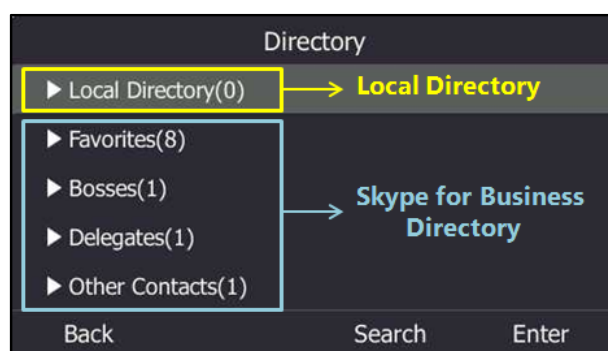 Directory
▶ Local Directory(0) Local Directory
▶ Favorites(8)
▶ Bosses(1)
Skype for Business
Directory
▶ Delegates(1)
▶ Other Contacts(1)
Back Search Enter